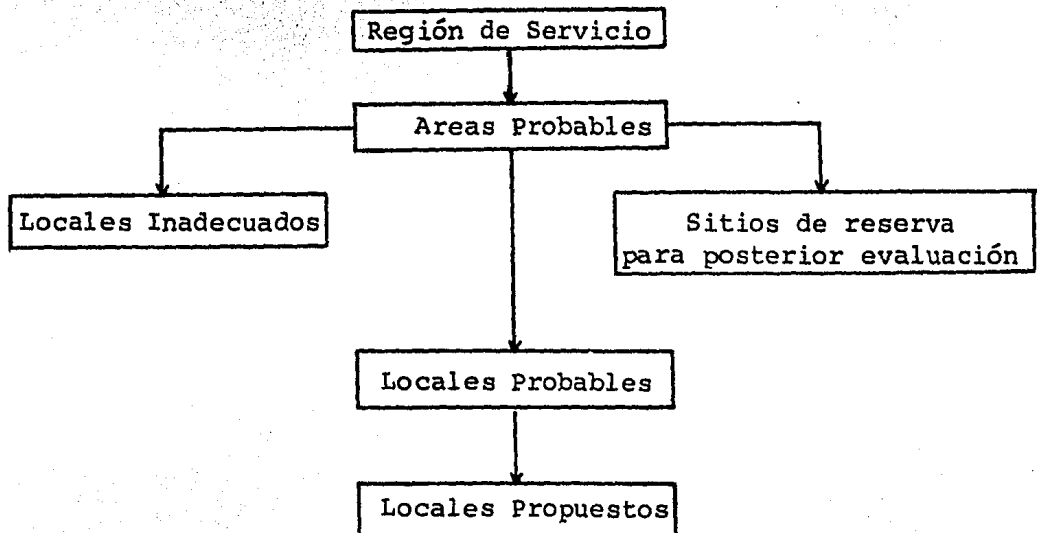 Región de Servicio
Areas Probables
Locales Inadecuados
Sitios de reserva
para posterior evaluación
Locales Probables
Locales Propuestos